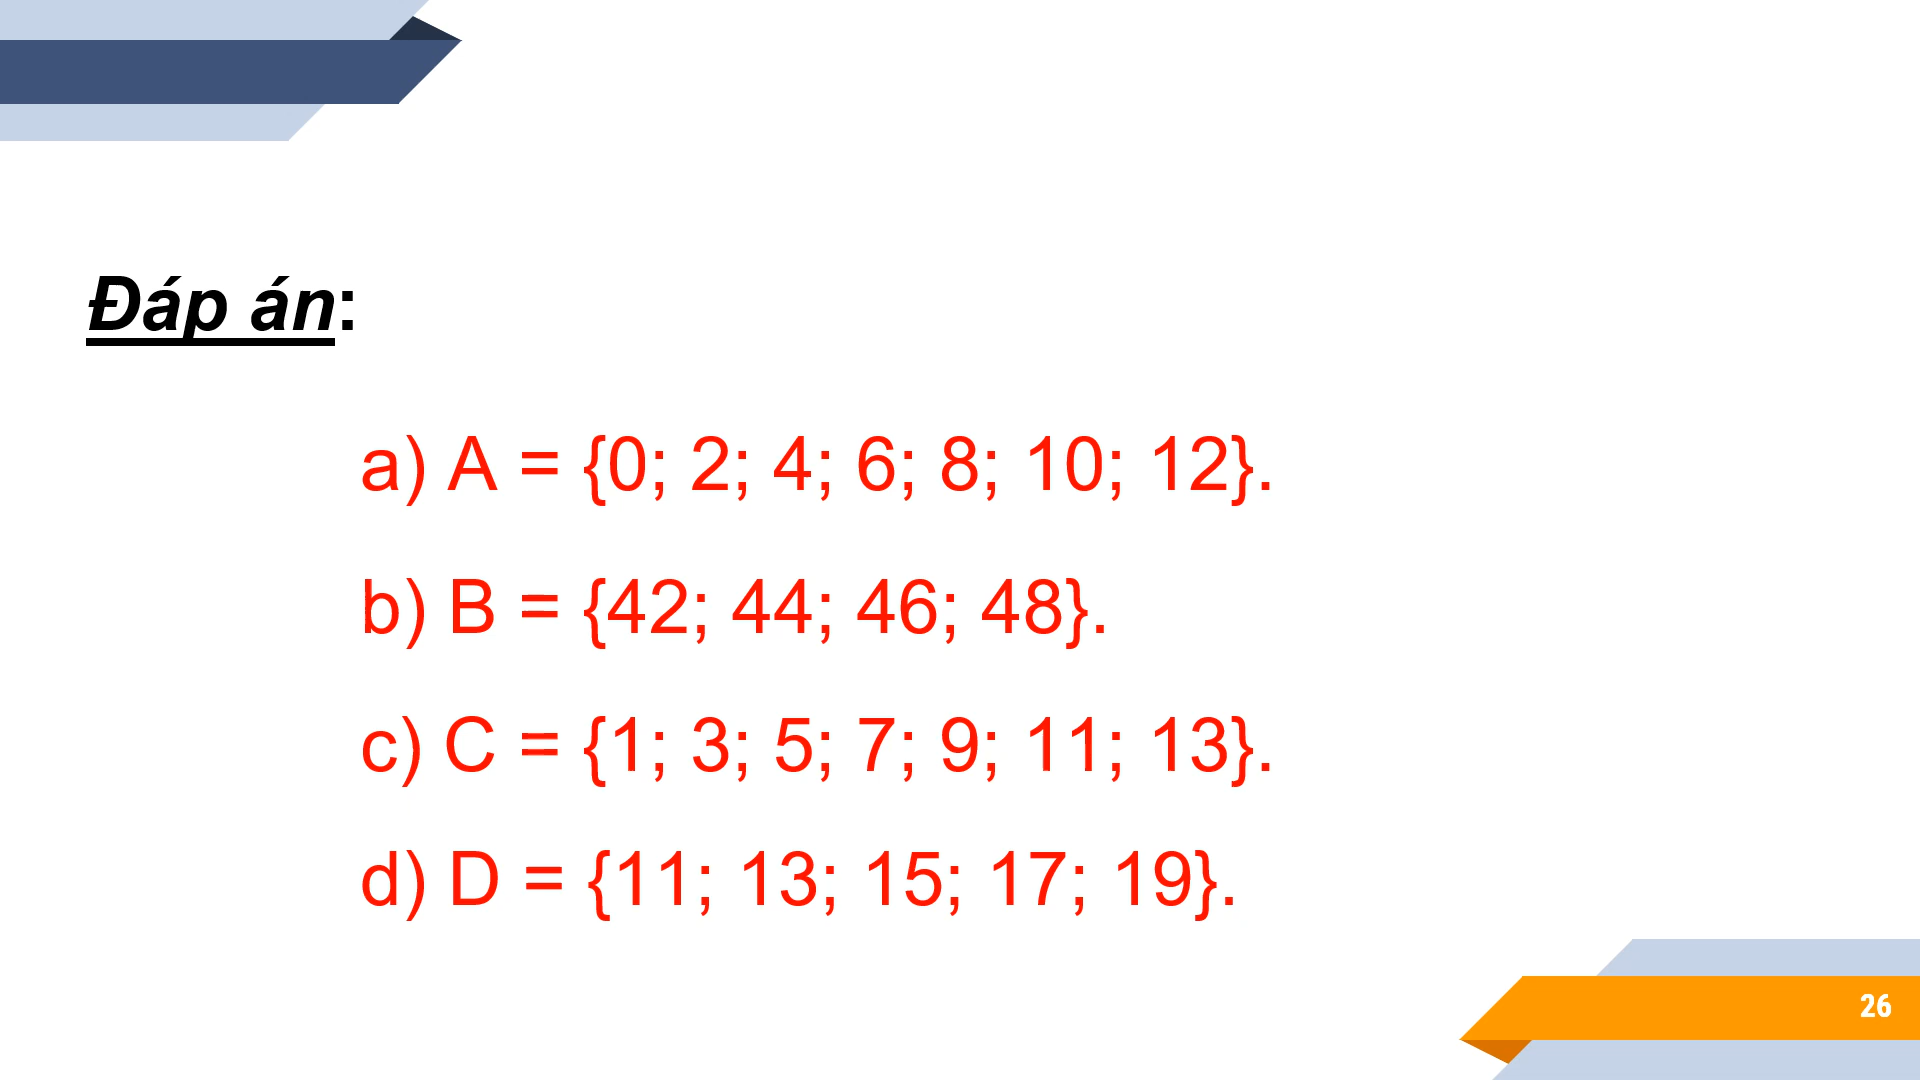 Đáp án:
a) A = {0; 2; 4; 6; 8; 10; 12}.
b) B = {42; 44; 46; 48}.
c) C = {1; 3; 5; 7; 9; 11; 13}.
d) D = {11; 13; 15; 17; 19}.
26